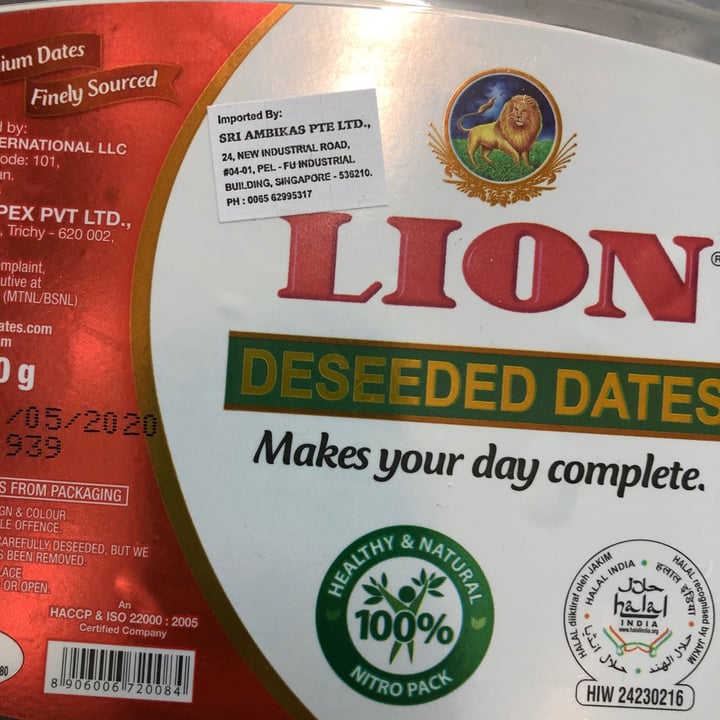 ium Dates
Finely Sourced
d by:
ERNATIONAL LLC
ode: 101,
an.
PEX PVT LTD.,
, Trichy - 620 002,
mplaint,
utive at
(MTNL/BSNL)
ates.com
m
0 g
/05/2020
939
S FROM PACKAGING
GN & COLOUR
LE OFFENCE.
CAREFULLY DESEEDED, BUT WE
S BEEN REMOVED.
LACE
OR OPEN.
An
HACCP & ISO 22000 : 2005
Certified Company
80
8 906006 720084
Imported By:
SRI AMBIKAS PTE LTD.,
24, NEW INDUSTRIAL ROAD,
#04-01, PEL - FU INDUSTRIAL
BUILDING, SINGAPORE - 536210.
PH : 0065 62995317
LION®
DESEEDED DATES
Makes your day complete.
HEALTHY & NATURAL
100%
NITRO PACK
HALAL diiktiraf oleh JAKIM
HALAL recognised by JAKIM
HALAL INDIA
हलाल इंडिया
حلال
halal
INDIA
www.halalindia.org
حلال انڈیا
حلال الهند
HIW 24230216